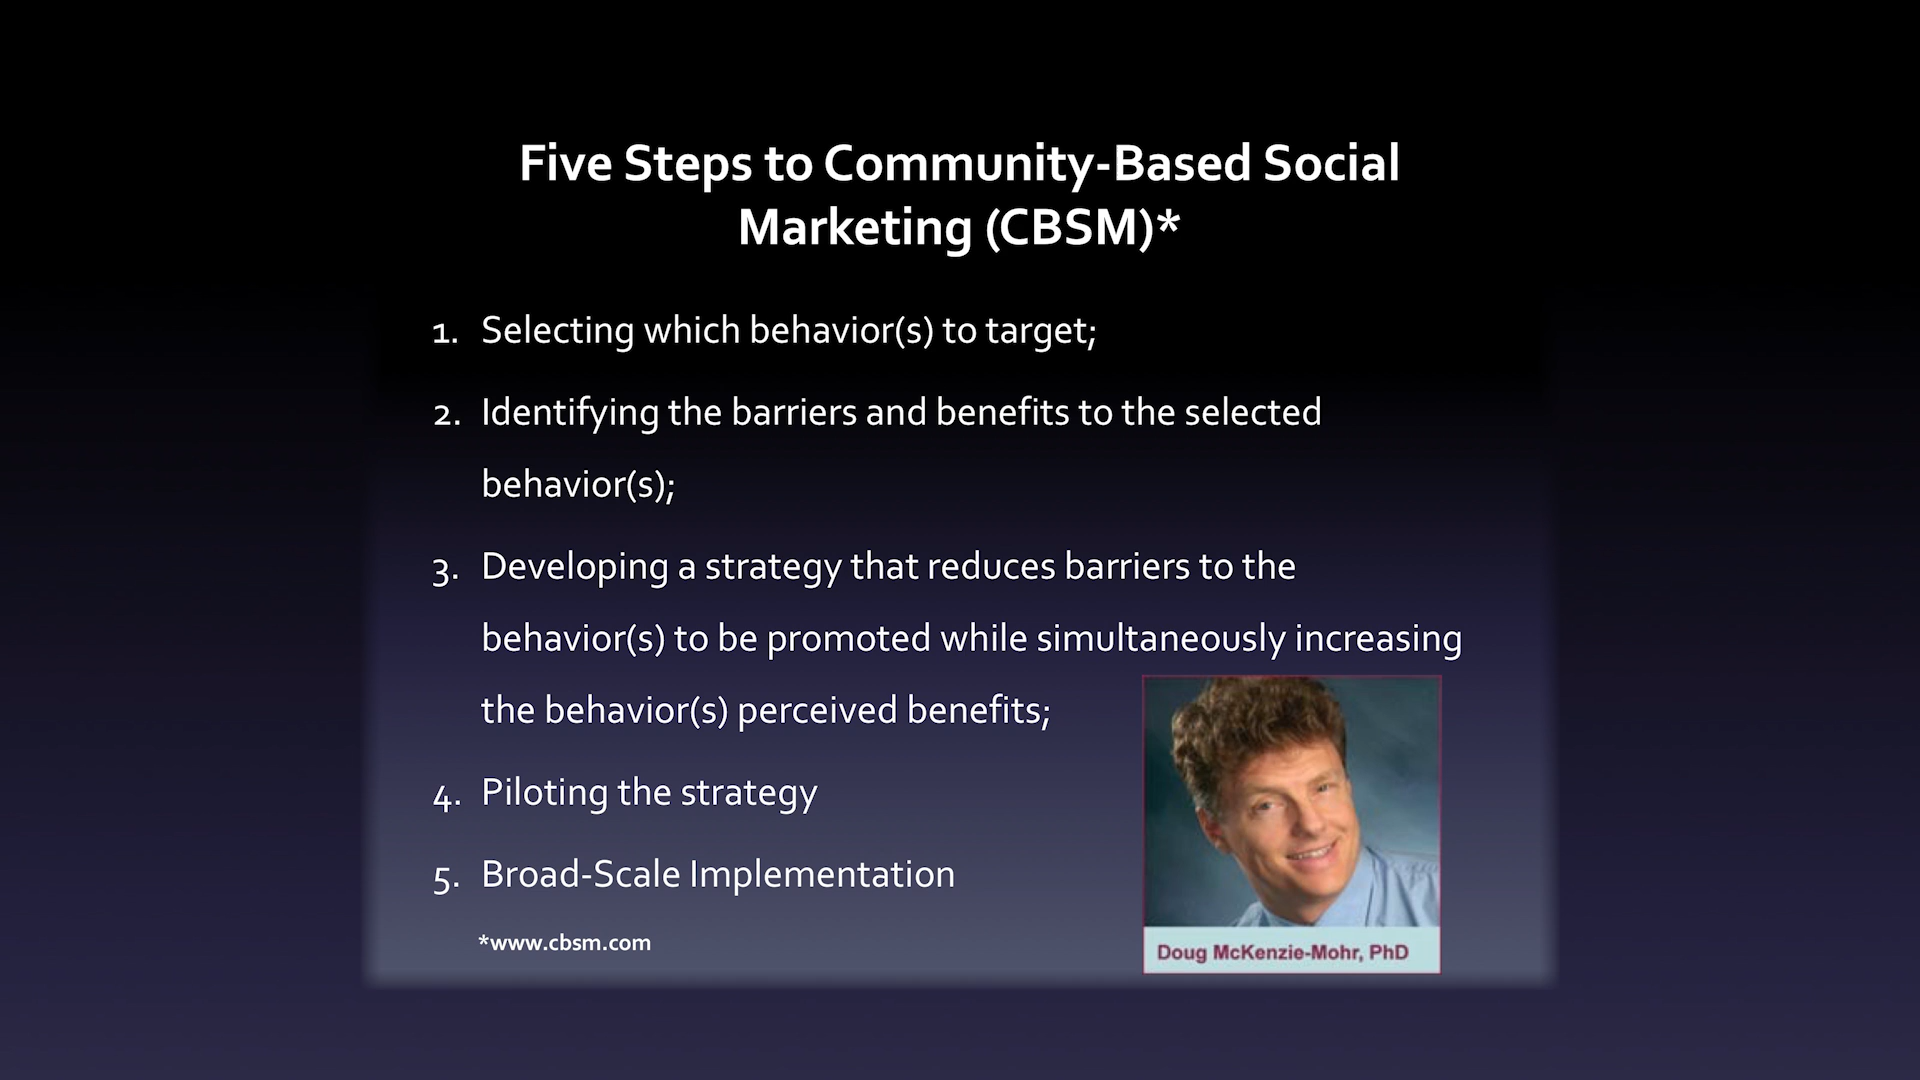 Five Steps to Community-Based Social
Marketing (CBSM)*
1. Selecting which behavior(s) to target;
2. Identifying the barriers and benefits to the selected
behavior(s);
3. Developing a strategy that reduces barriers to the
behavior(s) to be promoted while simultaneously increasing
the behavior(s) perceived benefits;
4. Piloting the strategy
5. Broad-Scale Implementation
*www.cbsm.com
Doug McKenzie-Mohr, PhD